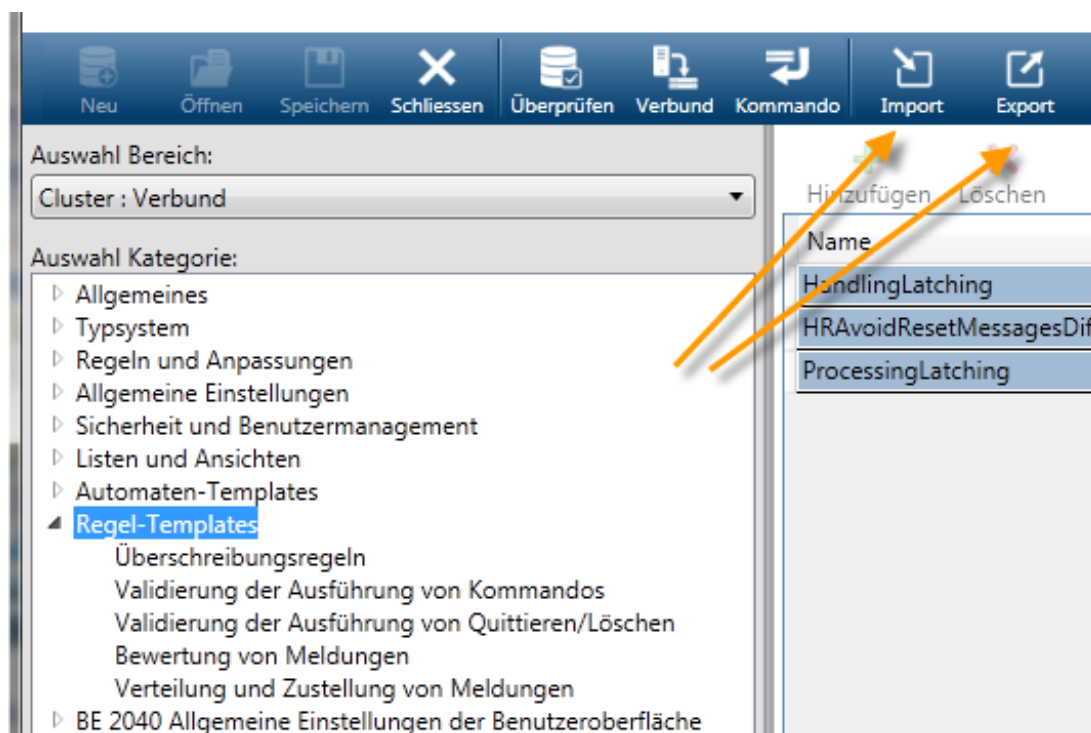 Neu Öffnen Speichern Schliessen Überprüfen Verbund Kommando Import Export
Auswahl Bereich:
Cluster : Verbund
Auswahl Kategorie:
Allgemeines
Typsystem
Regeln und Anpassungen
Allgemeine Einstellungen
Sicherheit und Benutzermanagement
Listen und Ansichten
Automaten-Templates
Regel-Templates
Überschreibungsregeln
Validierung der Ausführung von Kommandos
Validierung der Ausführung von Quittieren/Löschen
Bewertung von Meldungen
Verteilung und Zustellung von Meldungen
BE 2040 Allgemeine Einstellungen der Benutzeroberfläche
Hinzufügen Löschen
Name
HandlingLatching
HRAvoidResetMessagesDif
ProcessingLatching